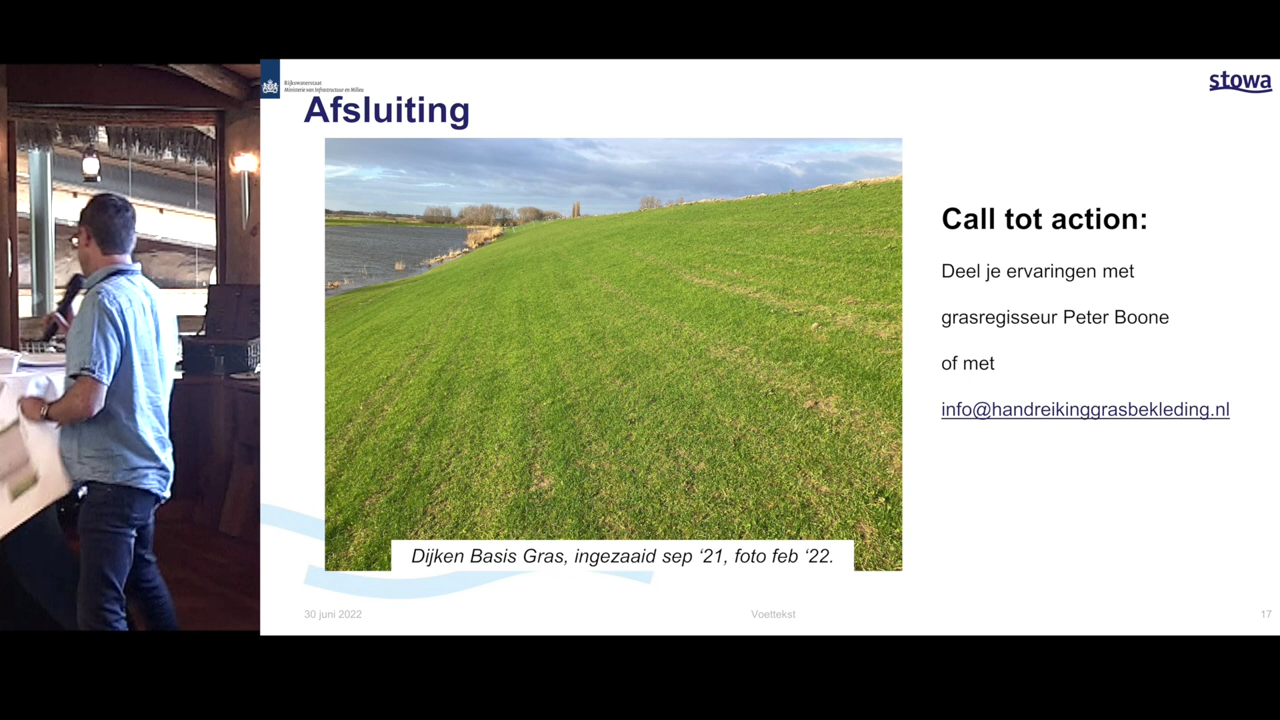 Rijkswaterstaat
Ministerie van Infrastructuur en Milieu
stowa
Afsluiting
Call tot action:
Deel je ervaringen met
grasregisseur Peter Boone
of met
info@handreikinggrasbekleding.nl
Dijken Basis Gras, ingezaaid sep ‘21, foto feb ‘22.
30 juni 2022
Voettekst
17